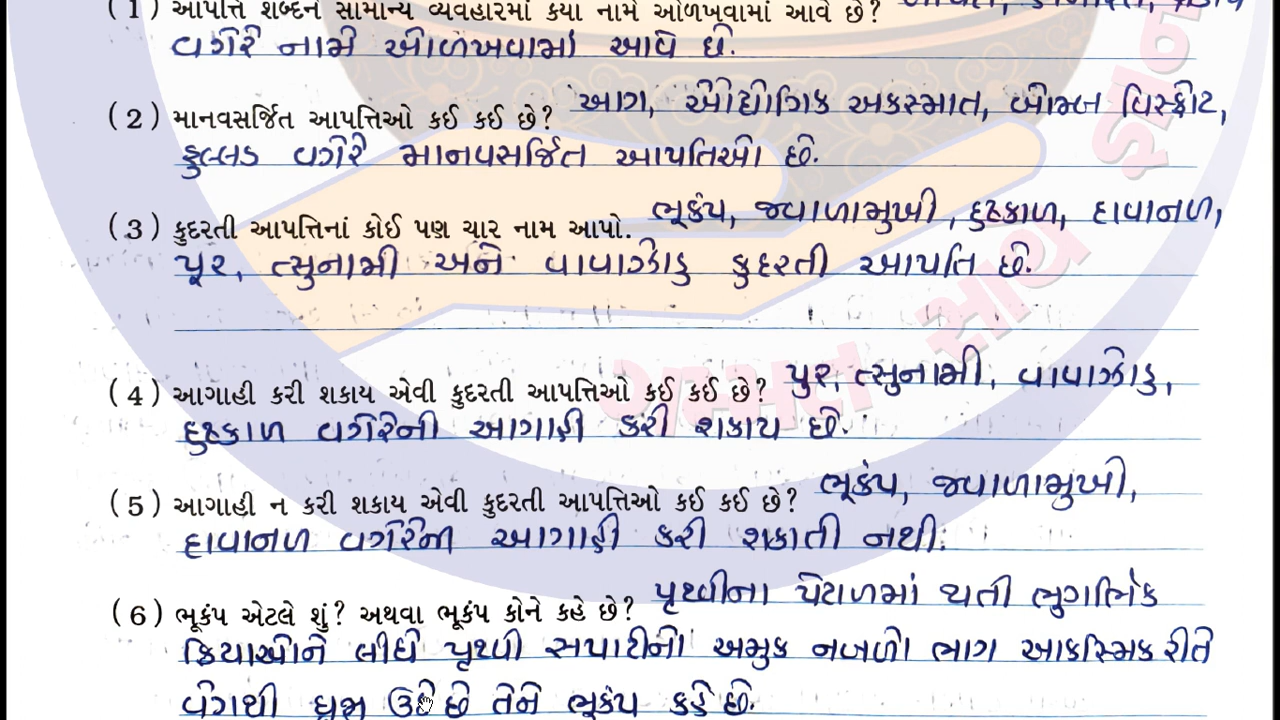 (1) આપત્તિ શબ્દને સામાન્ય વ્યવહારમાં કયા નામે ઓળખવામાં આવે છે?
વગેરે નામે ઓળખવામાં આવે છે.
(2) માનવસર્જિત આપત્તિઓ કઈ કઈ છે? આગ, ઔદ્યોગિક અકસ્માત, બોમ્બ વિસ્ફોટ,
હુલ્લડ વગેરે માનવસર્જિત આપતિઓ છે.
(3) કુદરતી આપત્તિનાં કોઈ પણ ચાર નામ આપો. ભૂકંપ, જ્વાળામુખી, દુષ્કાળ, દાવાનળ,
પૂર, ત્સુનામી અને વાવાઝોડુ કુદરતી આપતિ છે.
(4) આગાહી કરી શકાય એવી કુદરતી આપત્તિઓ કઈ કઈ છે? પુર, ત્સુનામી, વાવાઝોડુ,
દુષ્કાળ વગેરેની આગાહી કરી શકાય છે.
(5) આગાહી ન કરી શકાય એવી કુદરતી આપત્તિઓ કઈ કઈ છે? ભૂકંપ, જ્વાળામુખી,
દાવાનળ વગેરેની આગાહી કરી શકાતી નથી.
(6) ભૂકંપ એટલે શું? અથવા ભૂકંપ કોને કહે છે? પૃથ્વીના પેટાળમાં થતી ભુગર્ભિક
ક્રિયાઓને લીધે પૃથ્વી સપાટીનો અમુક નબળો ભાગ આકસ્મિક રીતે
વેગથી ધ્રુજી ઉઠે છે તેને ભૂકંપ કહે છે.
ગમ્મત સાથે જ્ઞાન